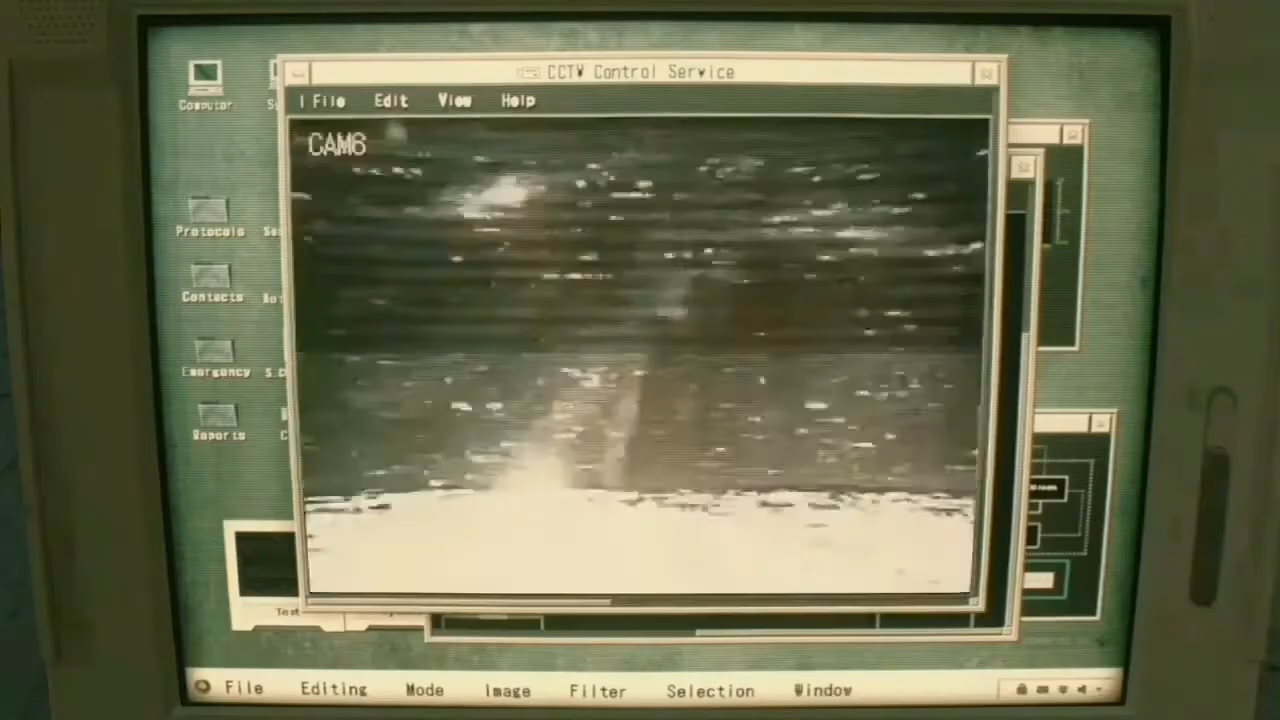 CCTV Control Service
File Edit View Help
CAM6
Computer
Protocols
Contacts
Emergency
Reports
Test
File Editing Mode Image Filter Selection Window